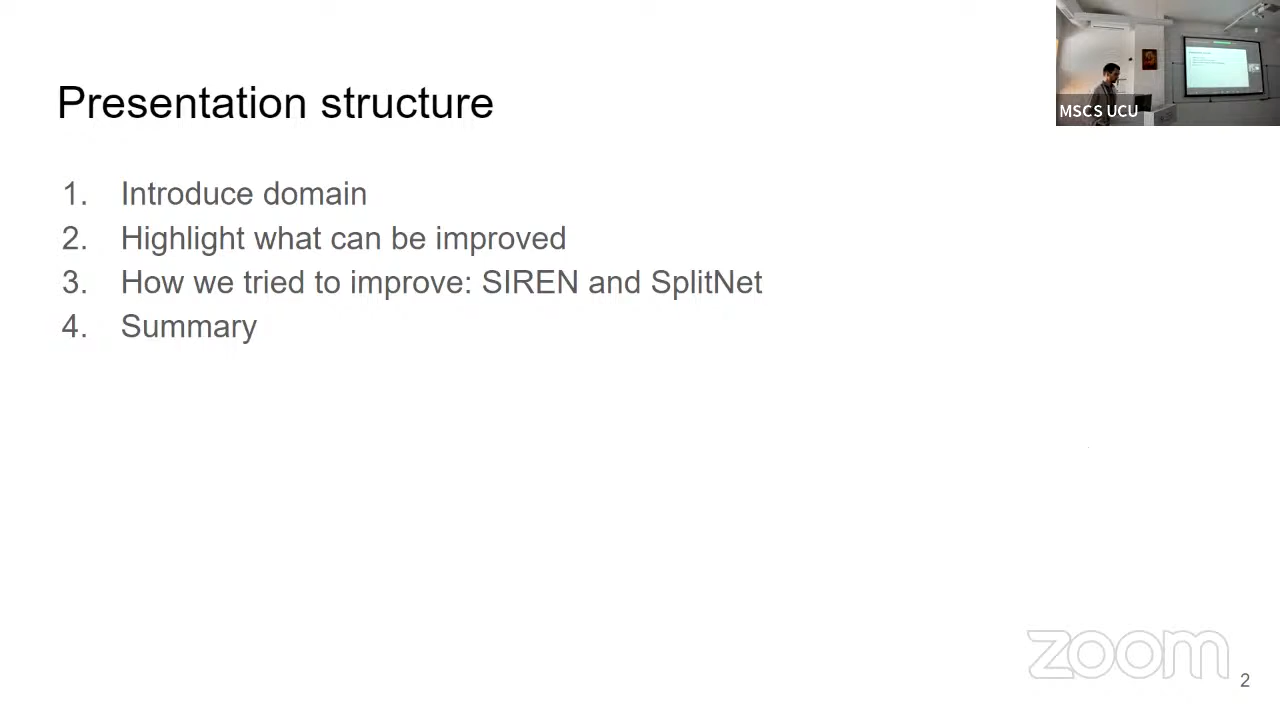 Presentation structure
MSCS UCU
1. Introduce domain
2. Highlight what can be improved
3. How we tried to improve: SIREN and SplitNet
4. Summary
zoom
2